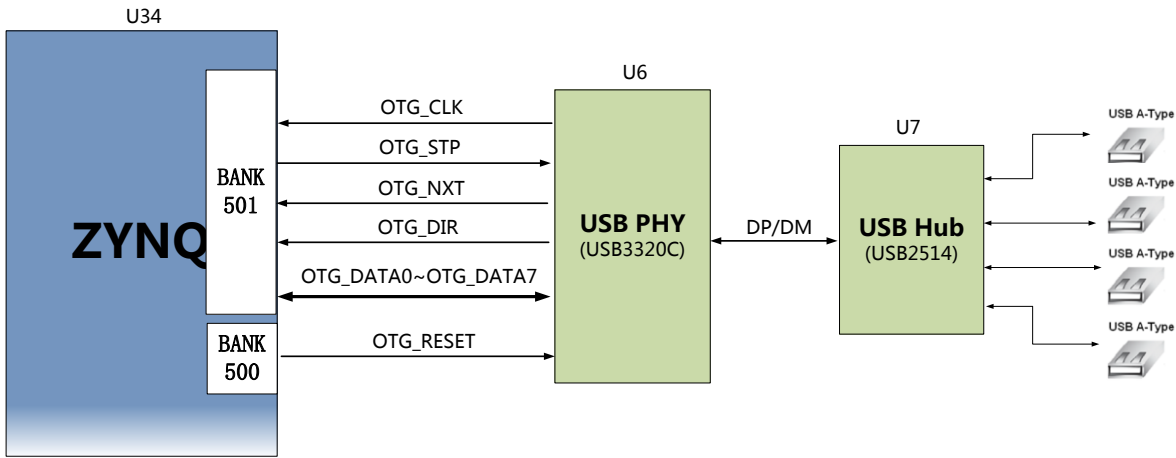 U34
ZYNQ
BANK
501
BANK
500
OTG_CLK
OTG_STP
OTG_NXT
OTG_DIR
OTG_DATA0~OTG_DATA7
OTG_RESET
U6
USB PHY
(USB3320C)
DP/DM
U7
USB Hub
(USB2514)
USB A-Type
USB A-Type
USB A-Type
USB A-Type